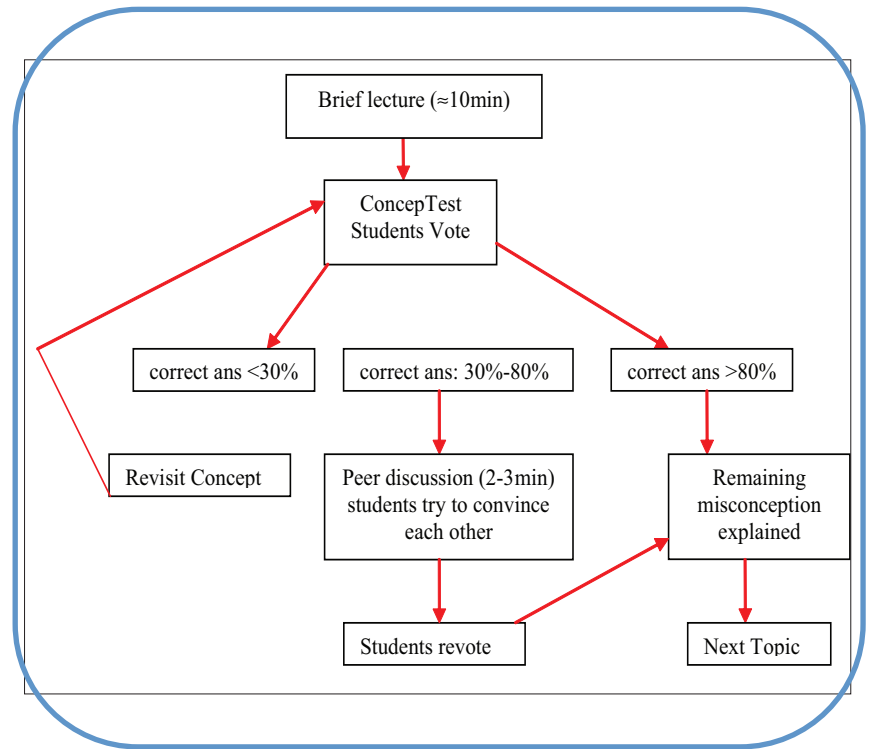 Brief lecture (≈10min)
ConcepTest
Students Vote
correct ans <30%
correct ans: 30%-80%
correct ans >80%
Revisit Concept
Peer discussion (2-3min)
students try to convince
each other
Remaining
misconception
explained
Students revote
Next Topic